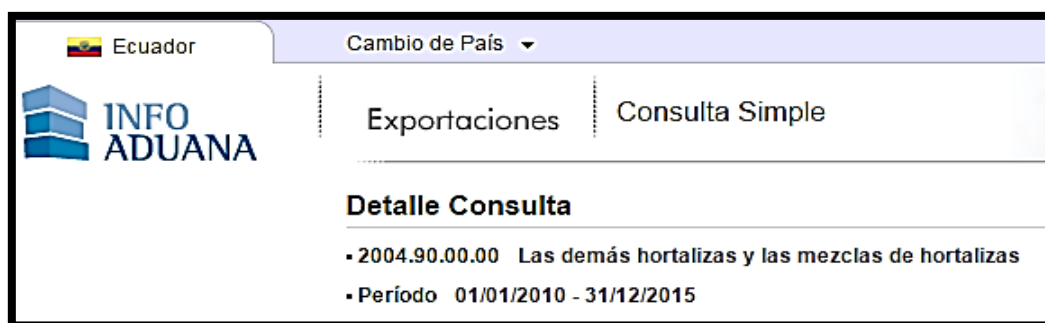 Ecuador
Cambio de País
INFO
ADUANA
Exportaciones
Consulta Simple
Detalle Consulta
▪ 2004.90.00.00 Las demás hortalizas y las mezclas de hortalizas
▪ Período 01/01/2010 - 31/12/2015